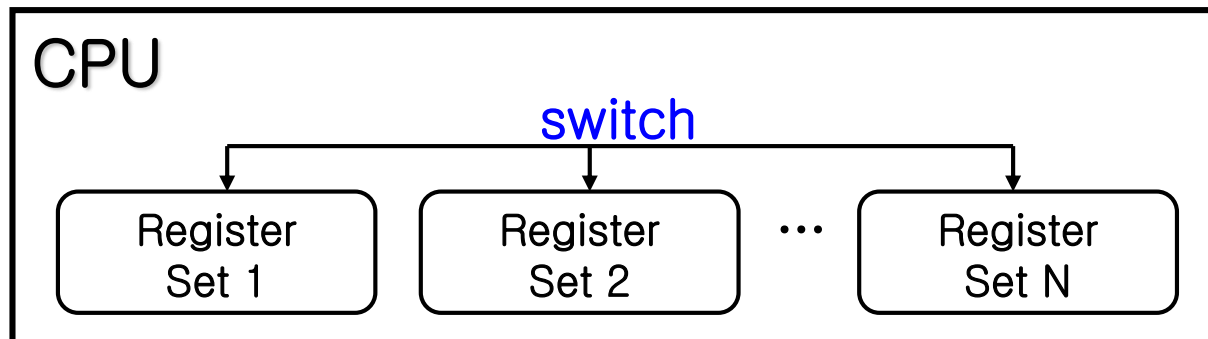 CPU
switch
Register
Set 1
Register
Set 2
...
Register
Set N